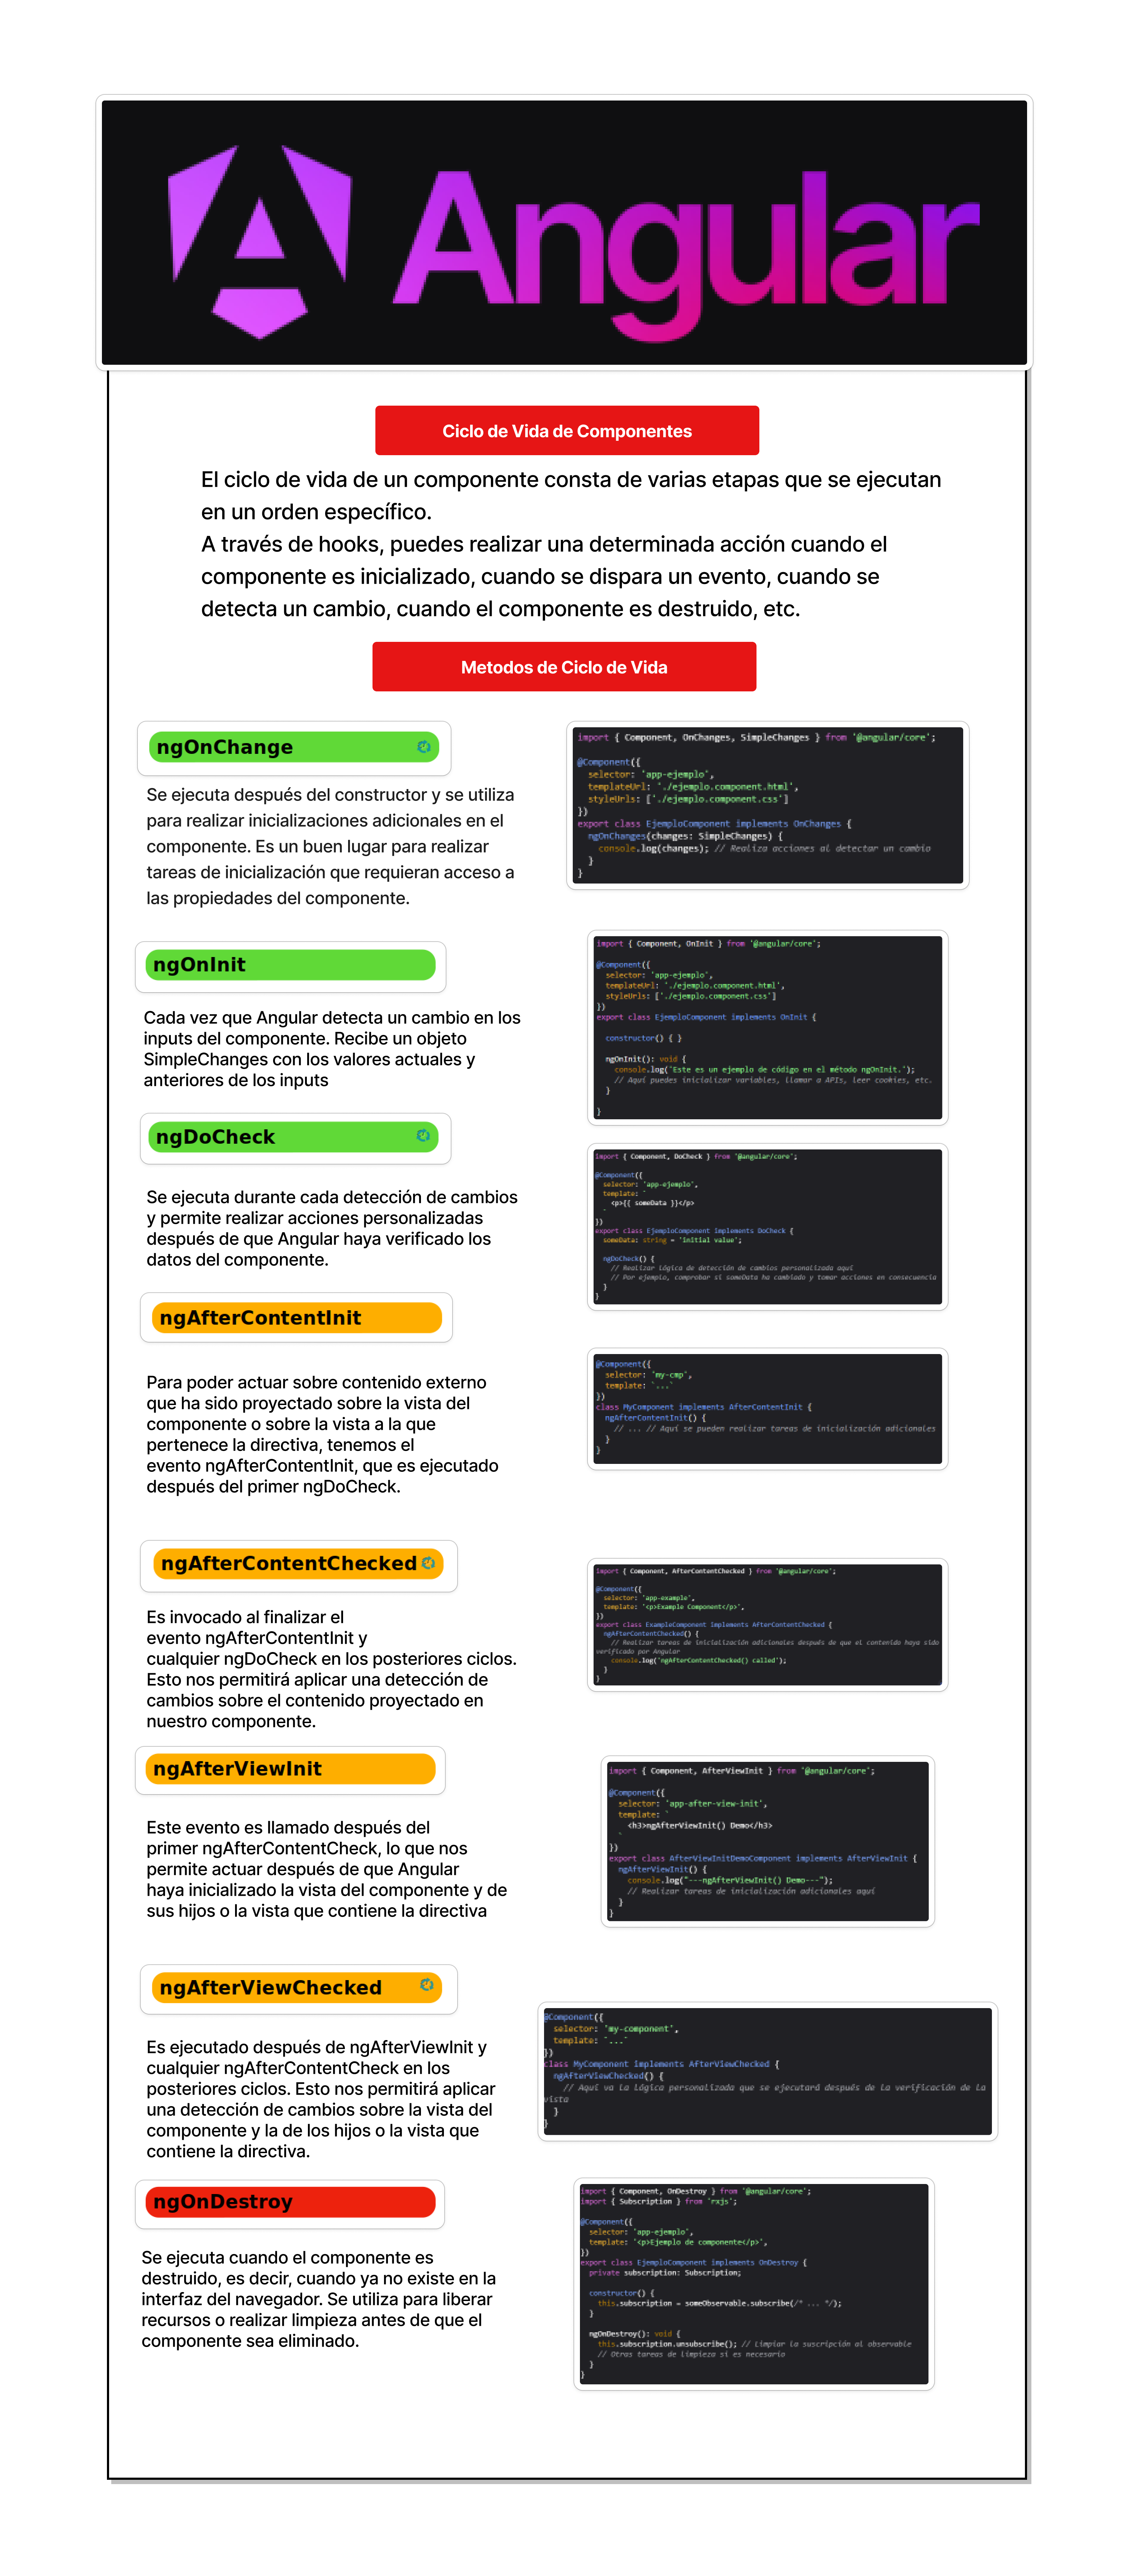 Angular
Ciclo de Vida de Componentes
El ciclo de vida de un componente consta de varias etapas que se ejecutan
en un orden específico.
A través de hooks, puedes realizar una determinada acción cuando el
componente es inicializado, cuando se dispara un evento, cuando se
detecta un cambio, cuando el componente es destruido, etc.
Metodos de Ciclo de Vida
ngOnChange
Se ejecuta después del constructor y se utiliza
para realizar inicializaciones adicionales en el
componente. Es un buen lugar para realizar
tareas de inicialización que requieran acceso a
las propiedades del componente.
import { Component, OnChanges, SimpleChanges } from '@angular/core';
@Component({
selector: 'app-ejemplo',
templateUrl: './ejemplo.component.html',
styleUrls: ['./ejemplo.component.css']
})
export class EjemploComponent implements OnChanges {
ngOnChanges(changes: SimpleChanges) {
console.log(changes); // Realiza acciones al detectar un cambio
}
}
ngOnInit
Cada vez que Angular detecta un cambio en los
inputs del componente. Recibe un objeto
SimpleChanges con los valores actuales y
anteriores de los inputs
import { Component, OnInit } from '@angular/core';
@Component({
selector: 'app-ejemplo',
templateUrl: './ejemplo.component.html',
styleUrls: ['./ejemplo.component.css']
})
export class EjemploComponent implements OnInit {
constructor() { }
ngOnInit(): void {
console.log('Este es un ejemplo de código en el método ngOnInit.');
// Aquí puedes inicializar variables, llamar a APIs, leer cookies, etc.
}
}
ngDoCheck
Se ejecuta durante cada detección de cambios
y permite realizar acciones personalizadas
después de que Angular haya verificado los
datos del componente.
import { Component, DoCheck } from '@angular/core';
@Component({
selector: 'app-ejemplo',
template: `
<p>{{ someData }}</p>
`
})
export class EjemploComponent implements DoCheck {
someData: string = 'initial value';
ngDoCheck() {
// Realizar lógica de detección de cambios personalizada aquí
// Por ejemplo, comprobar si someData ha cambiado y tomar acciones en consecuencia
}
}
ngAfterContentInit
Para poder actuar sobre contenido externo
que ha sido proyectado sobre la vista del
componente o sobre la vista a la que
pertenece la directiva, tenemos el
evento ngAfterContentInit, que es ejecutado
después del primer ngDoCheck.
@Component({
selector: 'my-cmp',
template: `...`
})
class MyComponent implements AfterContentInit {
ngAfterContentInit() {
// ... // Aquí se pueden realizar tareas de inicialización adicionales
}
}
ngAfterContentChecked
Es invocado al finalizar el
evento ngAfterContentInit y
cualquier ngDoCheck en los posteriores ciclos.
Esto nos permitirá aplicar una detección de
cambios sobre el contenido proyectado en
nuestro componente.
import { Component, AfterContentChecked } from '@angular/core';
@Component({
selector: 'app-example',
template: '<p>Example Component</p>',
})
export class ExampleComponent implements AfterContentChecked {
ngAfterContentChecked() {
// Realizar tareas de inicialización adicionales después de que el contenido haya sido
verificado por Angular
console.log('ngAfterContentChecked() called');
}
}
ngAfterViewInit
Este evento es llamado después del
primer ngAfterContentCheck, lo que nos
permite actuar después de que Angular
haya inicializado la vista del componente y de
sus hijos o la vista que contiene la directiva
import { Component, AfterViewInit } from '@angular/core';
@Component({
selector: 'app-after-view-init',
template: `
<h3>ngAfterViewInit() Demo</h3>
`
})
export class AfterViewInitDemoComponent implements AfterViewInit {
ngAfterViewInit() {
console.log("---ngAfterViewInit() Demo---");
// Realizar tareas de inicialización adicionales aquí
}
}
ngAfterViewChecked
Es ejecutado después de ngAfterViewInit y
cualquier ngAfterContentCheck en los
posteriores ciclos. Esto nos permitirá aplicar
una detección de cambios sobre la vista del
componente y la de los hijos o la vista que
contiene la directiva.
@Component({
selector: 'my-component',
template: `...`
})
class MyComponent implements AfterViewChecked {
ngAfterViewChecked() {
// Aquí va la lógica personalizada que se ejecutará después de la verificación de la
vista
}
}
ngOnDestroy
Se ejecuta cuando el componente es
destruido, es decir, cuando ya no existe en la
interfaz del navegador. Se utiliza para liberar
recursos o realizar limpieza antes de que el
componente sea eliminado.
import { Component, OnDestroy } from '@angular/core';
import { Subscription } from 'rxjs';
@Component({
selector: 'app-ejemplo',
template: '<p>Ejemplo de componente</p>',
})
export class EjemploComponent implements OnDestroy {
private subscription: Subscription;
constructor() {
this.subscription = someObservable.subscribe(/* ... */);
}
ngOnDestroy(): void {
this.subscription.unsubscribe(); // Limpiar la suscripción al observable
// Otras tareas de limpieza si es necesario
}
}